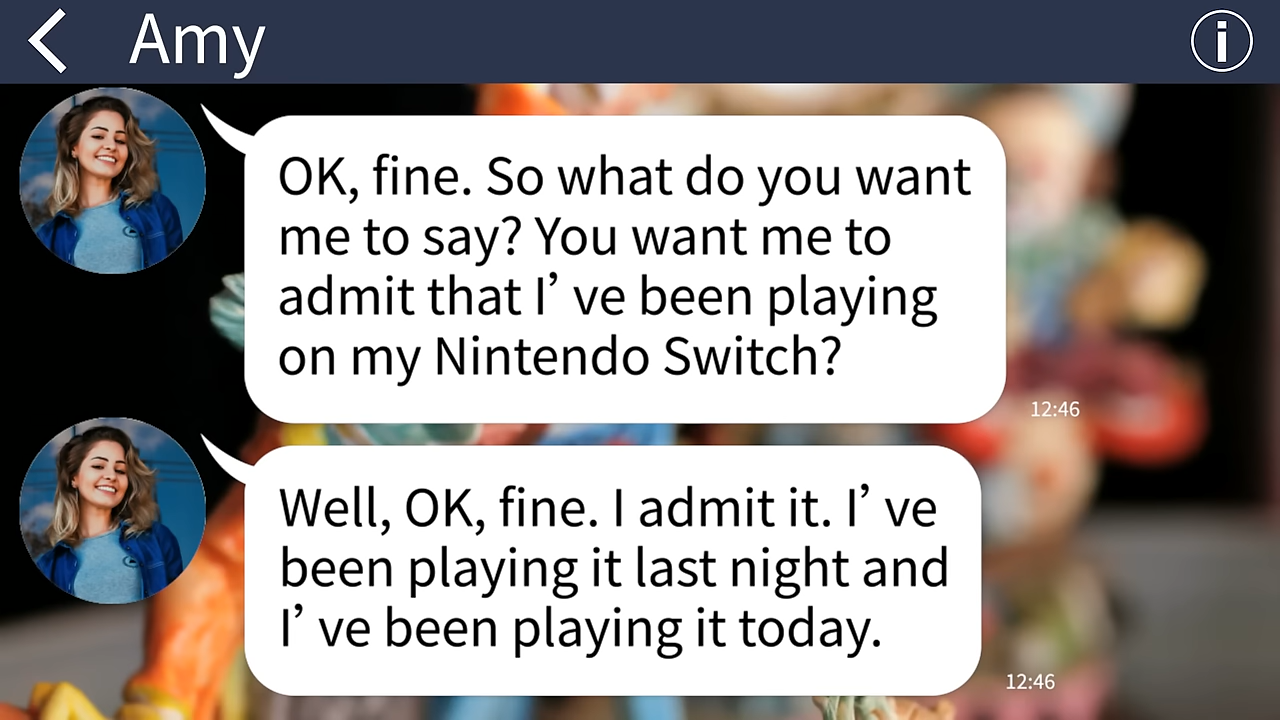 Amy
OK, fine. So what do you want
me to say? You want me to
admit that I’ ve been playing
on my Nintendo Switch?
12:46
Well, OK, fine. I admit it. I’ ve
been playing it last night and
I’ ve been playing it today.
12:46